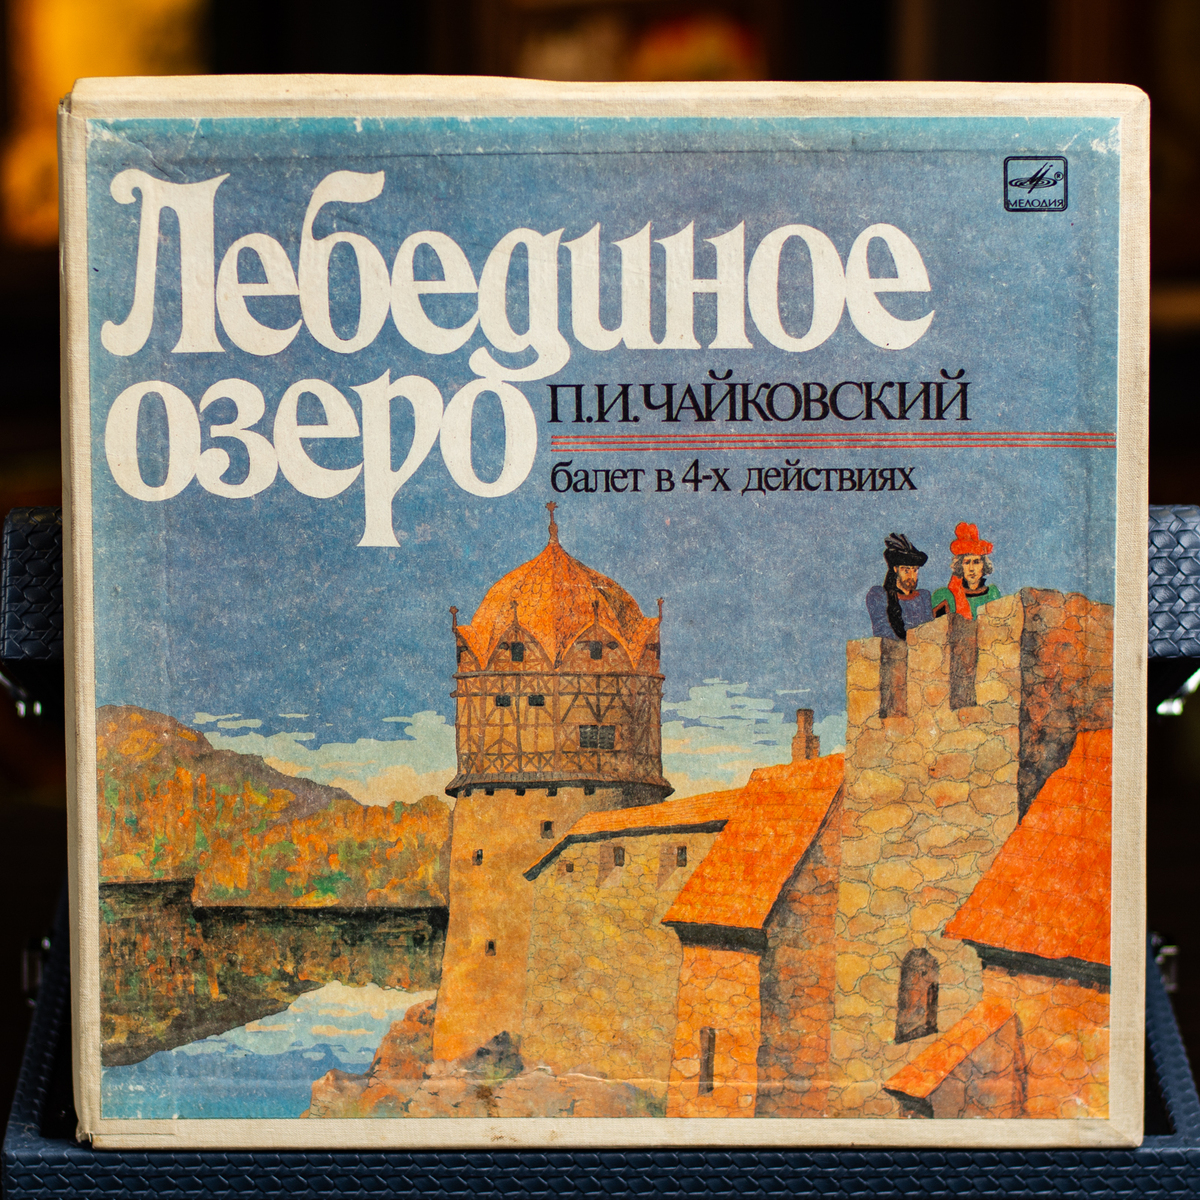 Лебединое
озеро
П.И.ЧАЙКОВСКИЙ
балет в 4-х действиях
МЕЛОДИЯ